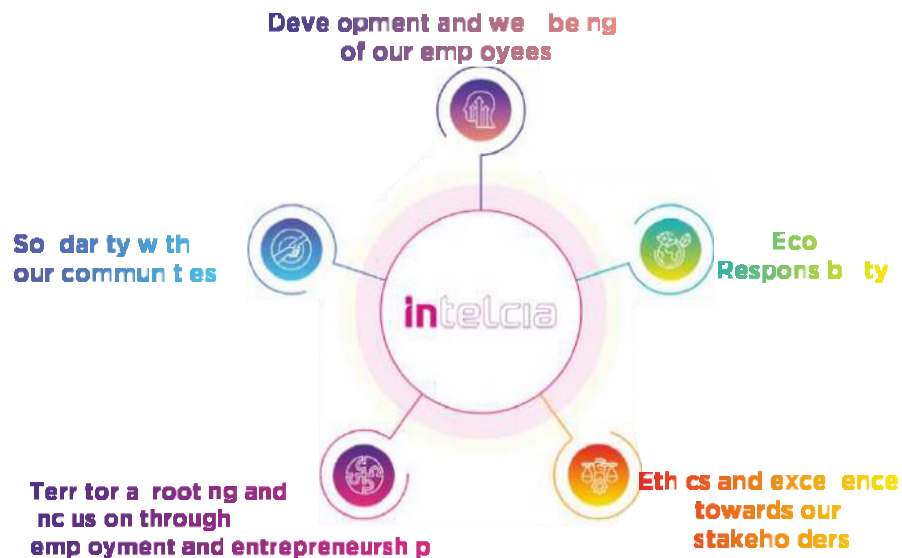 Deve opment and we be ng
of our emp oyees
So dar ty w th
our commun t es
Eco
Respons b ty
intelcia
Terr tor a root ng and
nc us on through
emp oyment and entrepreneursh p
Eth cs and exce ence
towards our
stakeho ders